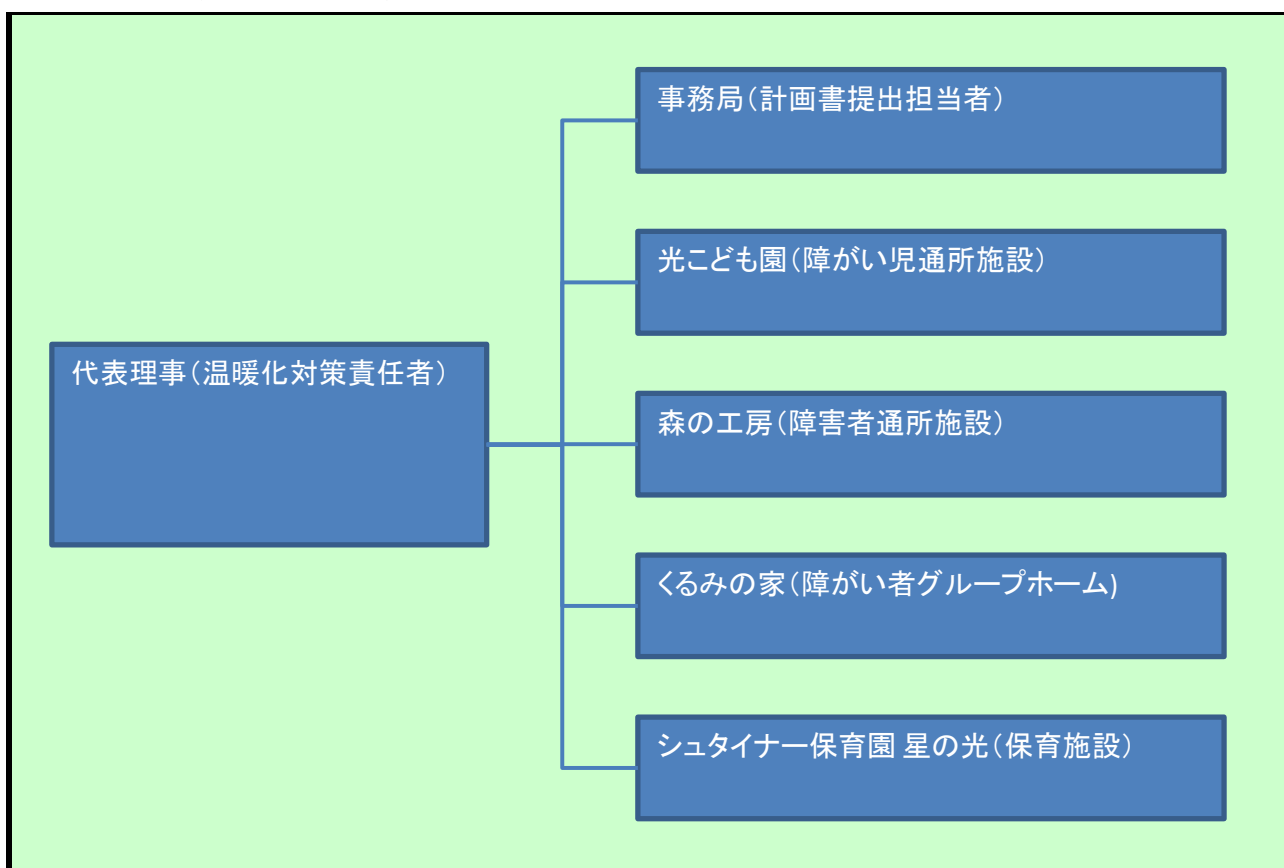 事務局（計画書提出担当者）
光こども園（障がい児通所施設）
代表理事（温暖化対策責任者）
森の工房（障害者通所施設）
くるみの家（障がい者グループホーム)
シュタイナー保育園 星の光（保育施設）